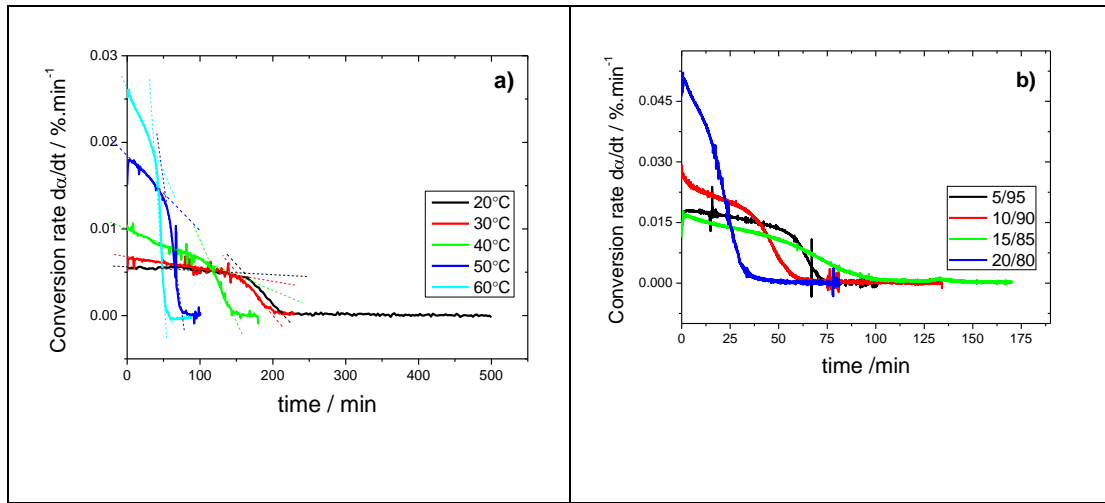 a)
Conversion rate dα/dt / %.min⁻¹
0.03
0.02
0.01
0.00
20°C
30°C
40°C
50°C
60°C
0 100 200 300 400 500
time / min
b)
Conversion rate dα/dt / %.min⁻¹
0.045
0.030
0.015
0.000
5/95
10/90
15/85
20/80
0 25 50 75 100 125 150 175
time /min